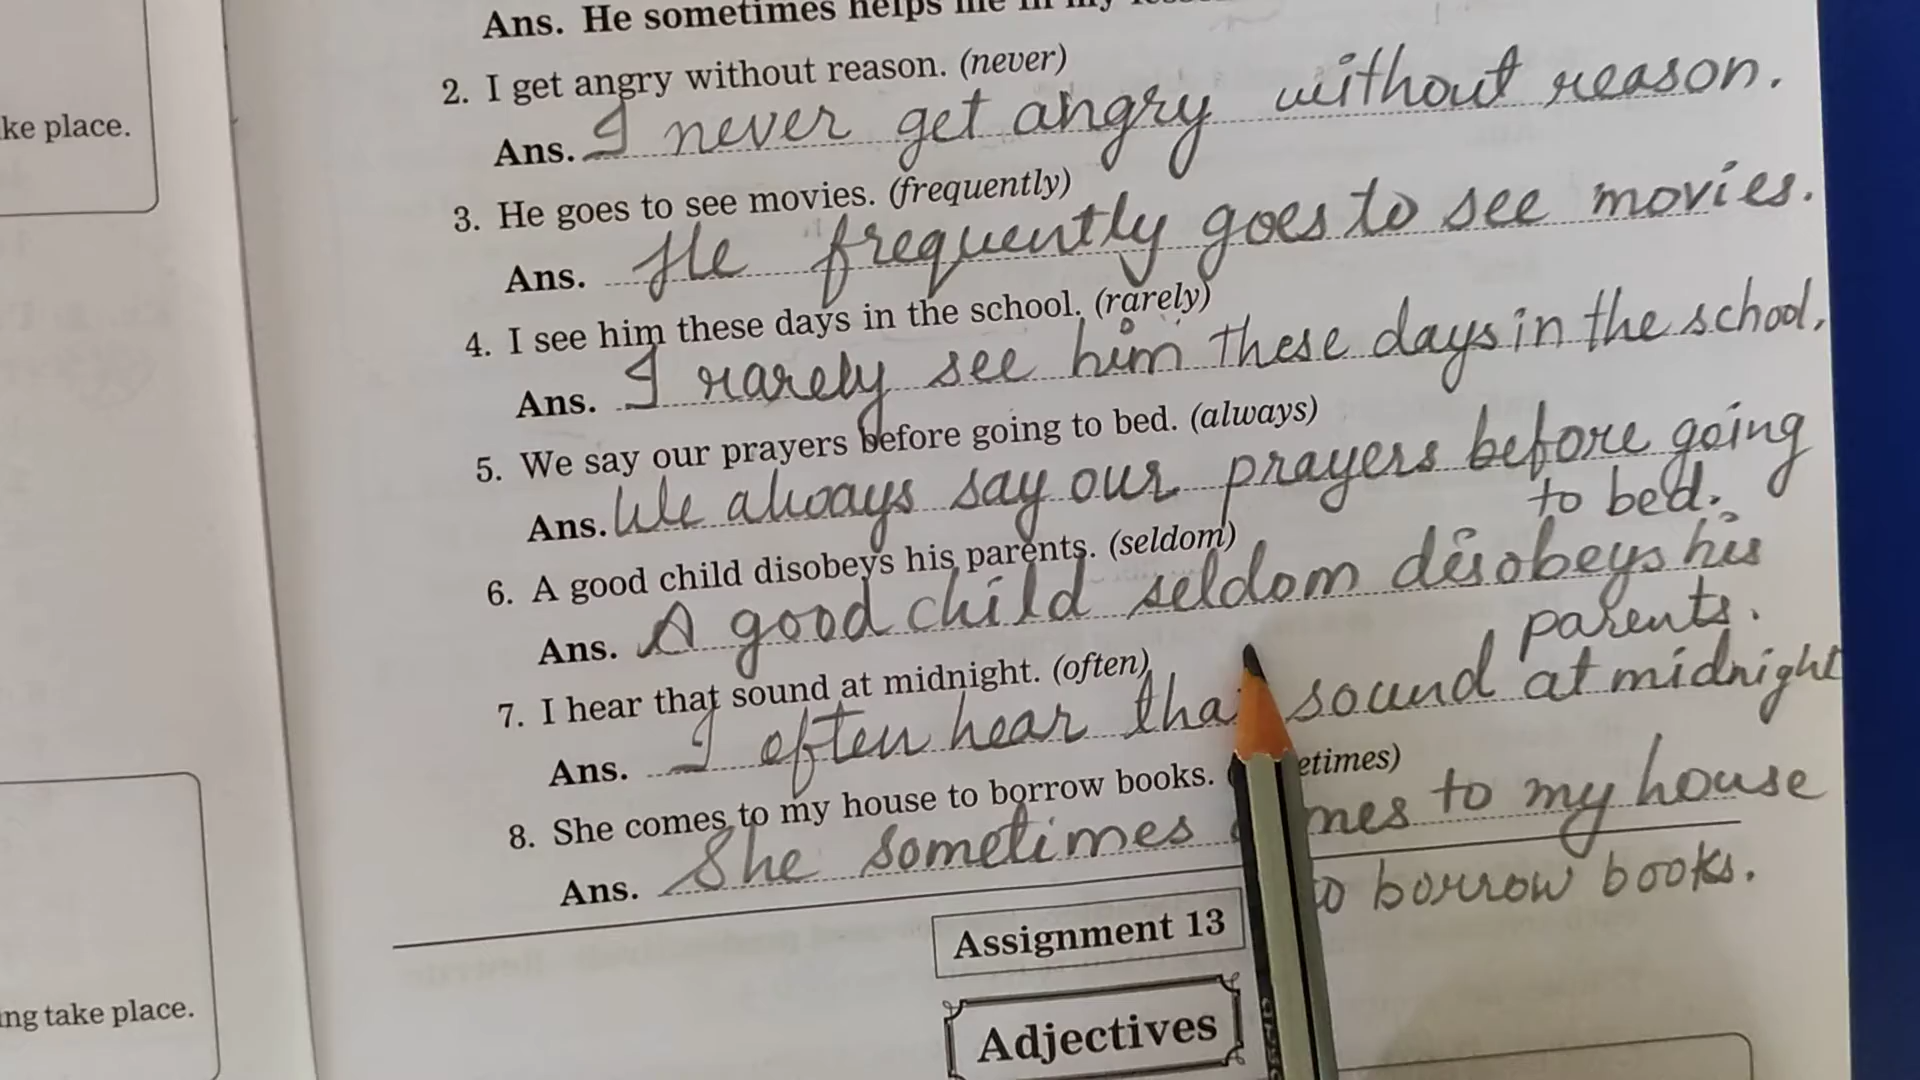 Ans. He sometimes helps me in my
ke place.
2. I get angry without reason. (never)
Ans. I never get angry without reason.
3. He goes to see movies. (frequently)
Ans. He frequently goes to see movies.
4. I see him these days in the school. (rarely)
Ans. I rarely see him these days in the school.
5. We say our prayers before going to bed. (always)
Ans. We always say our prayers before going
to bed.
6. A good child disobeys his parents. (seldom)
Ans. A good child seldom disobeys his
parents.
7. I hear that sound at midnight. (often)
Ans. I often hear tha sound at midnight
8. She comes to my house to borrow books. ( etimes)
Ans. She sometimes mes to my house
o borrow books.
Assignment 13
ng take place.
Adjectives